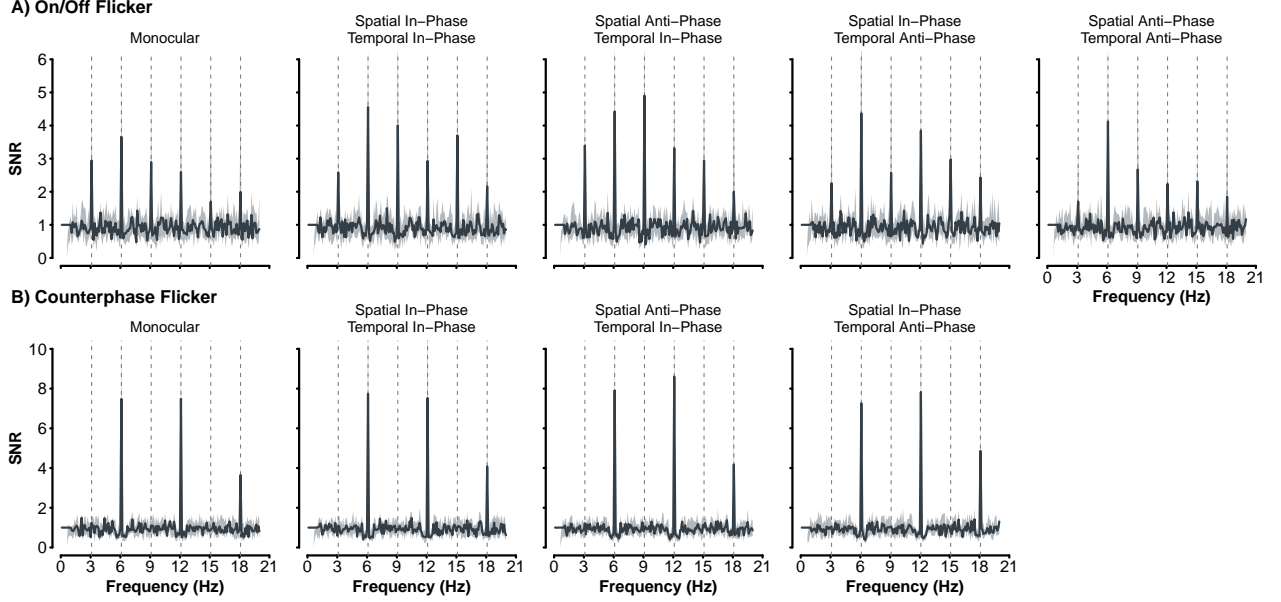 A) On/Off Flicker
Monocular
Spatial In−Phase
Temporal In−Phase
Spatial Anti−Phase
Temporal In−Phase
Spatial In−Phase
Temporal Anti−Phase
Spatial Anti−Phase
Temporal Anti−Phase
SNR
6
5
4
3
2
1
0
0 3 6 9 12 15 18 21
Frequency (Hz)
B) Counterphase Flicker
Monocular
Spatial In−Phase
Temporal In−Phase
Spatial Anti−Phase
Temporal In−Phase
Spatial In−Phase
Temporal Anti−Phase
SNR
10
8
6
4
2
0
0 3 6 9 12 15 18 21
Frequency (Hz)
0 3 6 9 12 15 18 21
Frequency (Hz)
0 3 6 9 12 15 18 21
Frequency (Hz)
0 3 6 9 12 15 18 21
Frequency (Hz)